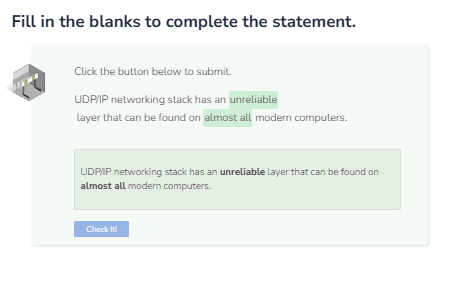 Fill in the blanks to complete the statement.
Click the button below to submit.
UDP/IP networking stack has an unreliable
layer that can be found on almost all modern computers.
UDP/IP networking stack has an unreliable layer that can be found on
almost all modern computers.
Check It!